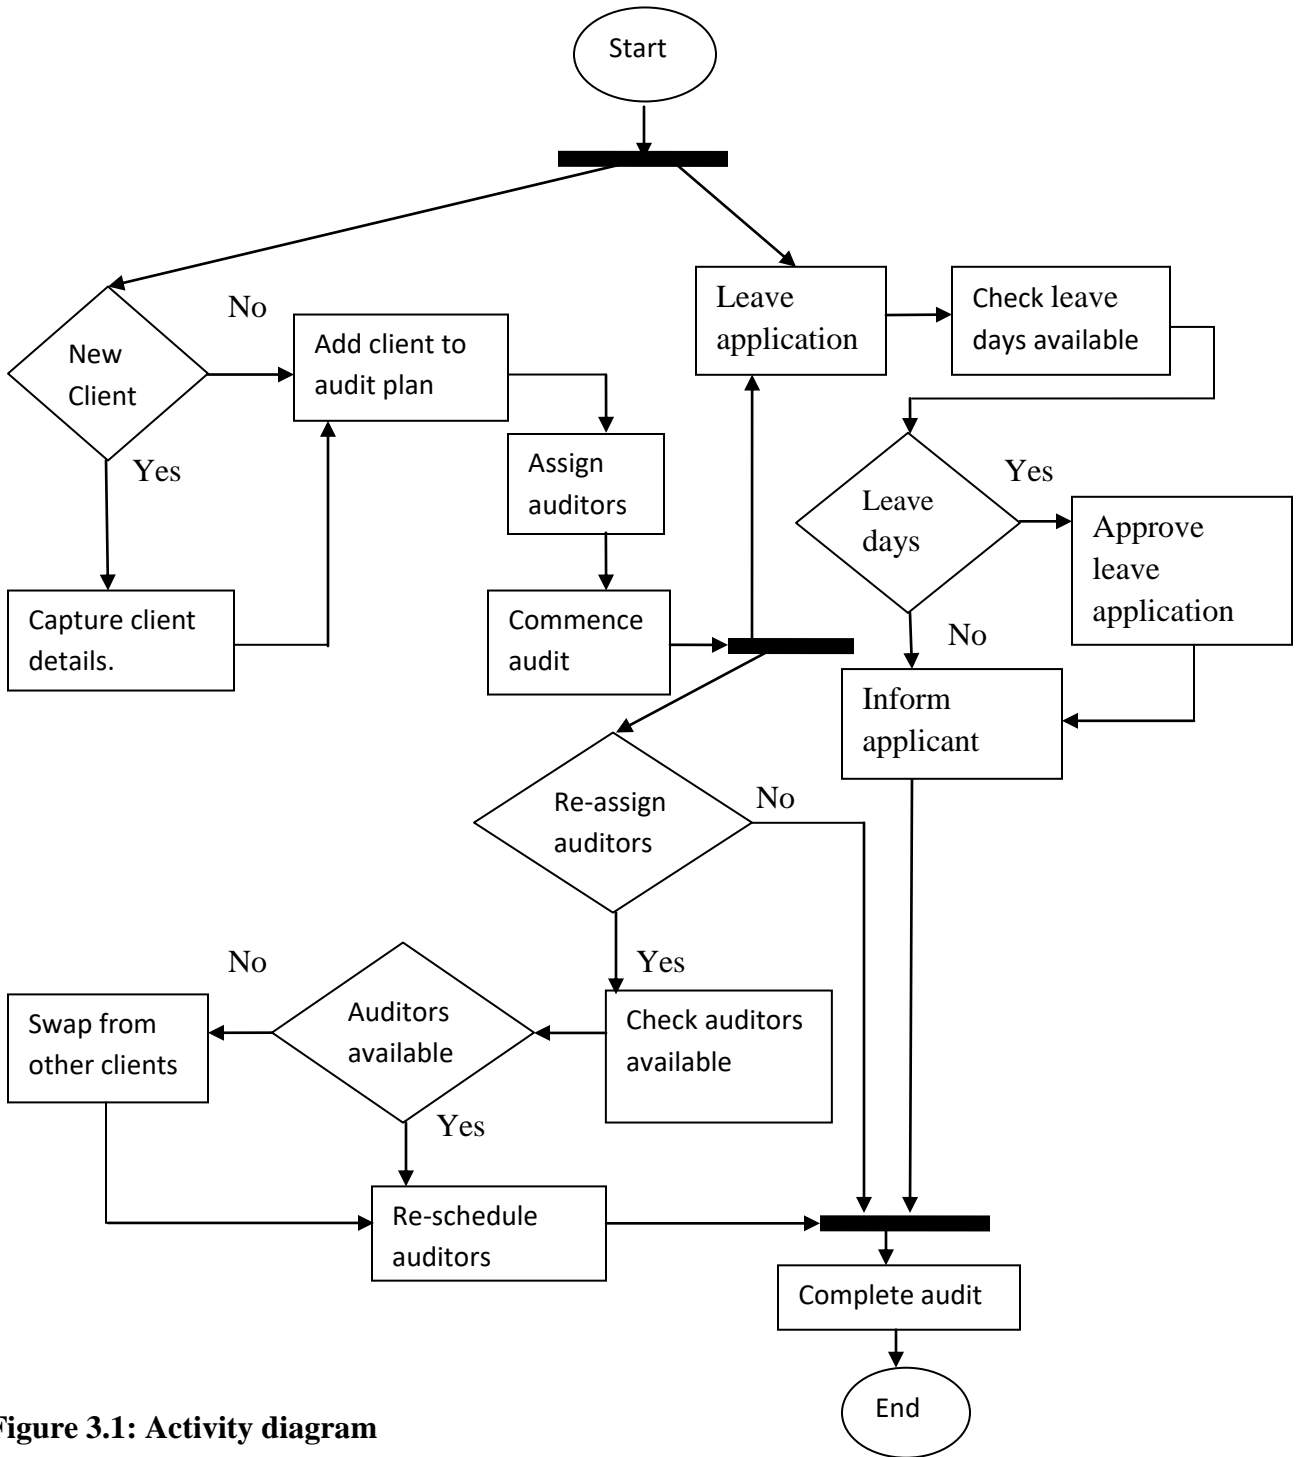 Start
No
New
Client
Yes
Add client to
audit plan
Leave
application
Check leave
days available
Assign
auditors
Leave
days
Yes
Approve
leave
application
Capture client
details.
Commence
audit
No
Inform
applicant
Re-assign
auditors
No
Yes
No
Swap from
other clients
Auditors
available
Check auditors
available
Yes
Re-schedule
auditors
Complete audit
End
Figure 3.1: Activity diagram